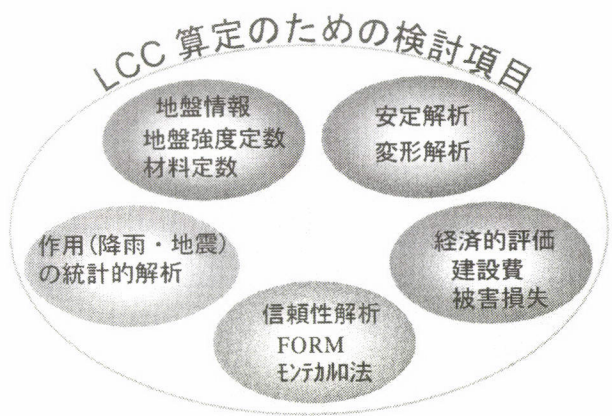 LCC 算定のための検討項目
地盤情報
地盤強度定数
材料定数
安定解析
変形解析
作用(降雨・地震)
の統計的解析
経済的評価
建設費
被害損失
信頼性解析
FORM
ﾓﾝﾃｶﾙﾛ法